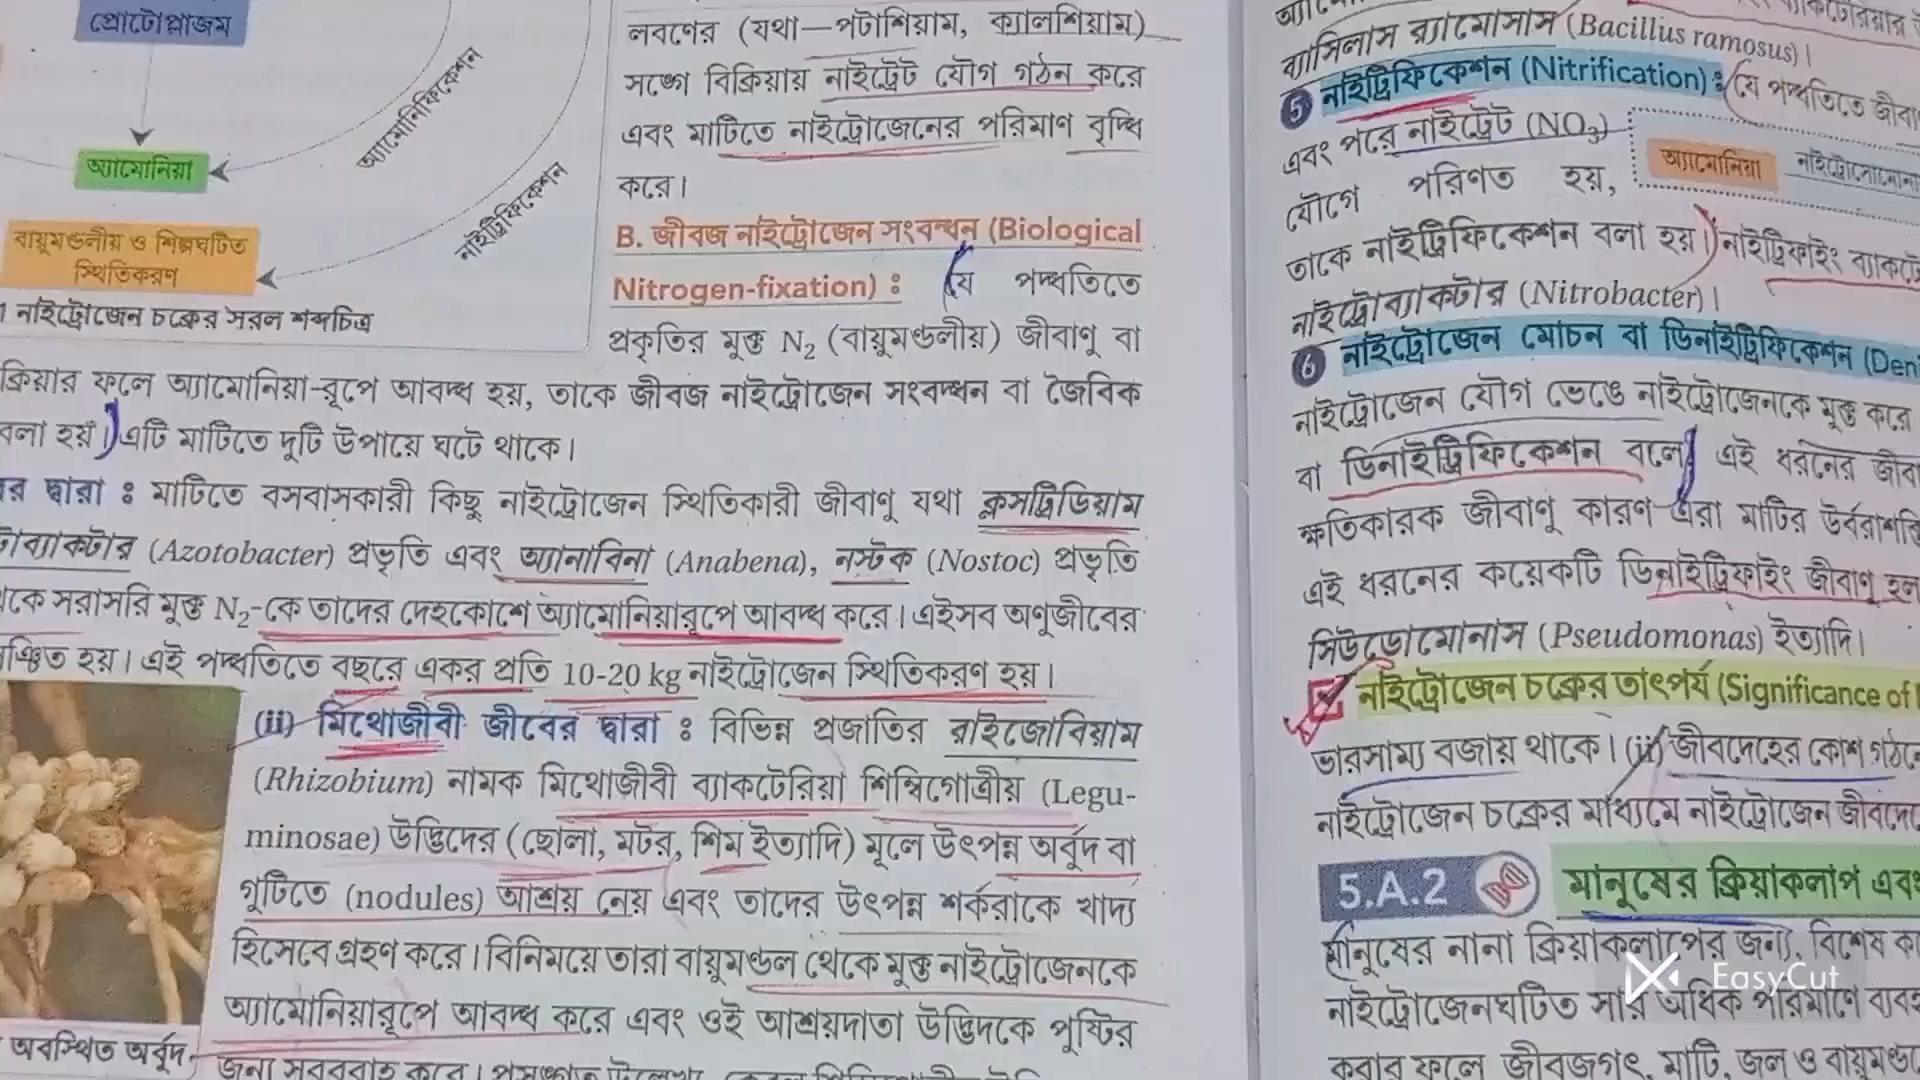 প্রোটোপ্লাজম
অ্যামোনিফিকেশন
অ্যামোনিয়া
নাইট্রিফিকেশন
বায়ুমণ্ডলীয় ও শিল্পঘটিত
স্থিতিকরণ
নাইট্রোজেন চক্রের সরল শব্দচিত্র
লবণের (যথা—পটাশিয়াম, ক্যালশিয়াম)
সঙ্গে বিক্রিয়ায় নাইট্রেট যৌগ গঠন করে
এবং মাটিতে নাইট্রোজেনের পরিমাণ বৃদ্ধি
করে।
B. জীবজ নাইট্রোজেন সংবন্ধন (Biological
Nitrogen-fixation) : যে পদ্ধতিতে
প্রকৃতির মুক্ত N₂ (বায়ুমণ্ডলীয়) জীবাণু বা
ক্রিয়ার ফলে অ্যামোনিয়া-রূপে আবদ্ধ হয়, তাকে জীবজ নাইট্রোজেন সংবন্ধন বা জৈবিক
বলা হয়। এটি মাটিতে দুটি উপায়ে ঘটে থাকে।
দ্বারা : মাটিতে বসবাসকারী কিছু নাইট্রোজেন স্থিতিকারী জীবাণু যথা ক্লসট্রিডিয়াম
(Azotobacter) প্রভৃতি এবং অ্যানাবিনা (Anabena), নস্টক (Nostoc) প্রভৃতি
সরাসরি মুক্ত N₂-কে তাদের দেহকোশে অ্যামোনিয়ারূপে আবদ্ধ করে। এইসব অণুজীবের
হয়। এই পদ্ধতিতে বছরে একর প্রতি 10-20 kg নাইট্রোজেন স্থিতিকরণ হয়।
(ii) মিথোজীবী জীবের দ্বারা : বিভিন্ন প্রজাতির রাইজোবিয়াম
(Rhizobium) নামক মিথোজীবী ব্যাকটেরিয়া শিম্বিগোত্রীয় (Legu-
minosae) উদ্ভিদের (ছোলা, মটর, শিম ইত্যাদি) মূলে উৎপন্ন অর্বুদ বা
গুটিতে (nodules) আশ্রয় নেয় এবং তাদের উৎপন্ন শর্করাকে খাদ্য
হিসেবে গ্রহণ করে। বিনিময়ে তারা বায়ুমণ্ডল থেকে মুক্ত নাইট্রোজেনকে
অ্যামোনিয়ারূপে আবদ্ধ করে এবং ওই আশ্রয়দাতা উদ্ভিদকে পুষ্টির
অবস্থিত অর্বুদ
জন্য সরবরাহ করে।
ব্যাসিলাস র‍্যামোসাস (Bacillus ramosus)।
5 নাইট্রিফিকেশন (Nitrification) : যে পদ্ধতিতে
এবং পরে নাইট্রেট (NO₃)
যৌগে পরিণত হয়,
অ্যামোনিয়া
তাকে নাইট্রিফিকেশন বলা হয়। নাইট্রিফাইং
নাইট্রোব্যাকটার (Nitrobacter)।
6 নাইট্রোজেন মোচন বা ডিনাইট্রিফিকেশন
নাইট্রোজেন যৌগ ভেঙে নাইট্রোজেনকে মুক্ত করে
বা ডিনাইট্রিফিকেশন বলে। এই ধরনের
ক্ষতিকারক জীবাণু কারণ এরা মাটির
এই ধরনের কয়েকটি ডিনাইট্রিফাইং জীবাণু হল
সিউডোমোনাস (Pseudomonas) ইত্যাদি।
নাইট্রোজেন চক্রের তাৎপর্য (Significance of
ভারসাম্য বজায় থাকে। (ii) জীবদেহের কোশ
নাইট্রোজেন চক্রের মাধ্যমে নাইট্রোজেন
5.A.2 মানুষের ক্রিয়াকলাপ
মানুষের নানা ক্রিয়াকলাপের জন্য, বিশেষ
নাইট্রোজেনঘটিত সার অধিক পরিমাণে
করার ফলে জীবজগৎ, মাটি, জল ও
EasyCut